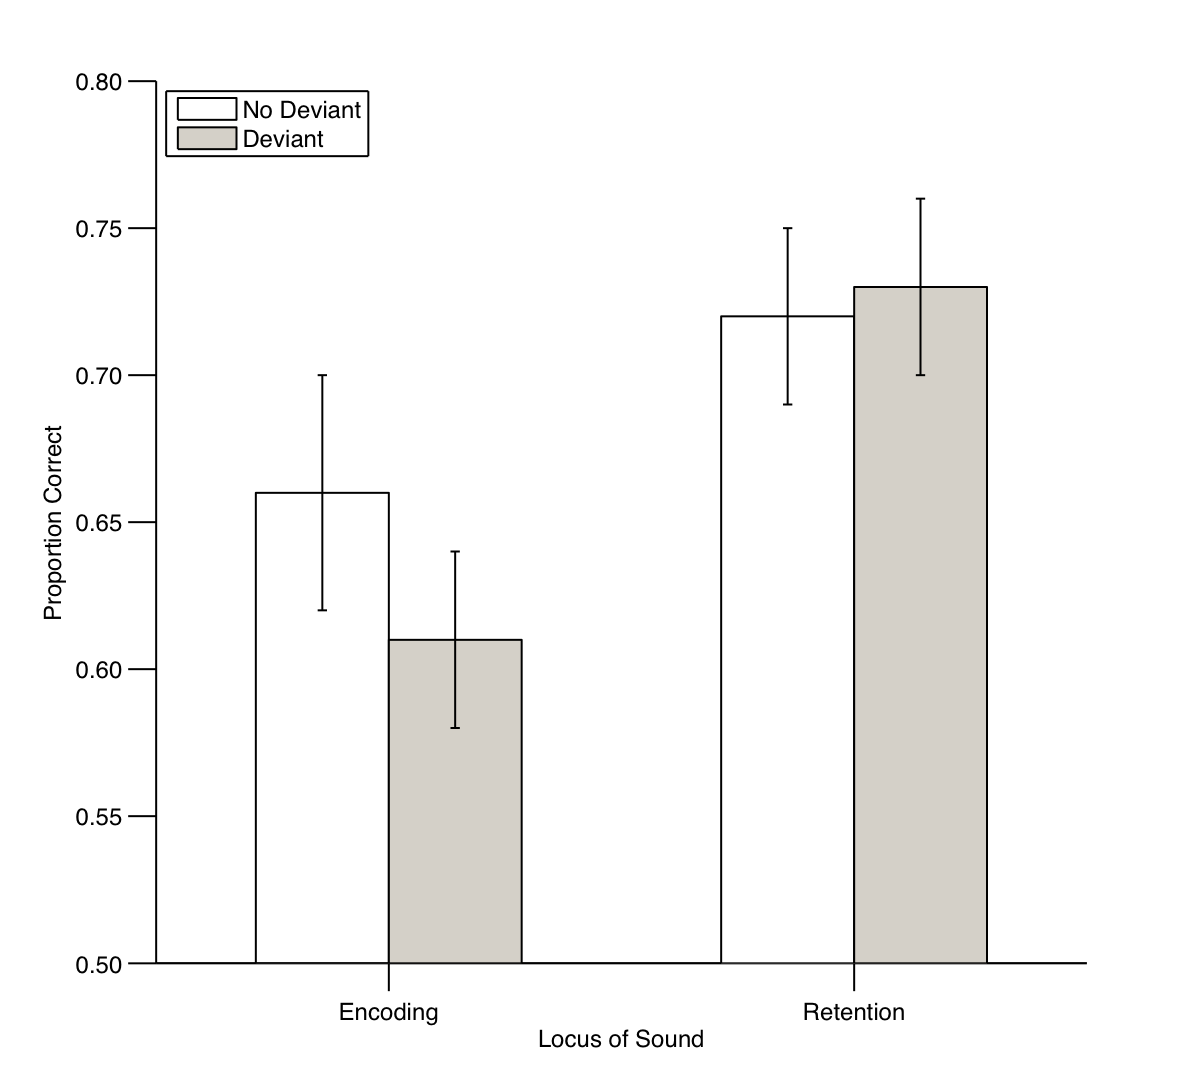 0.80
No Deviant
Deviant
0.75
0.70
0.65
0.60
0.55
0.50
Proportion Correct
Encoding
Retention
Locus of Sound